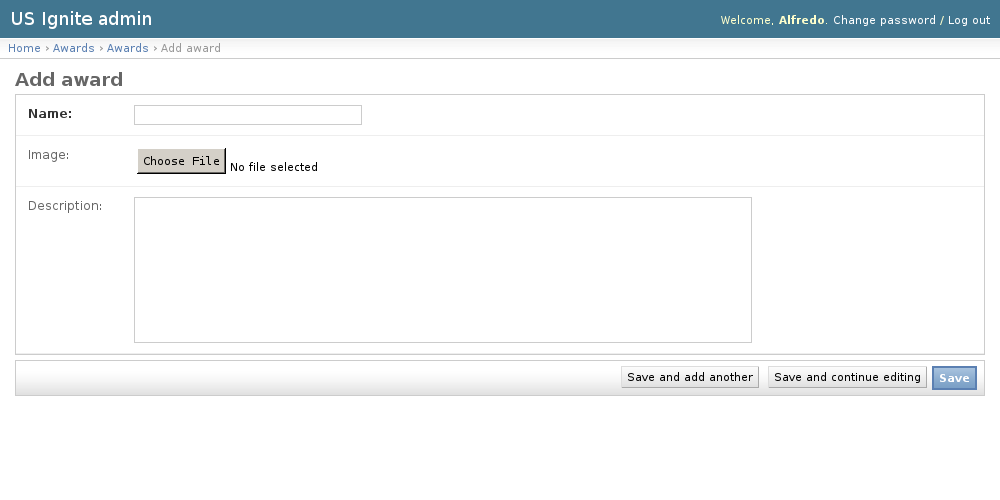 US Ignite admin
Welcome, Alfredo. Change password / Log out
Home › Awards › Awards › Add award
Add award
Name:
Image:
Choose File No file selected
Description:
Save and add another Save and continue editing Save